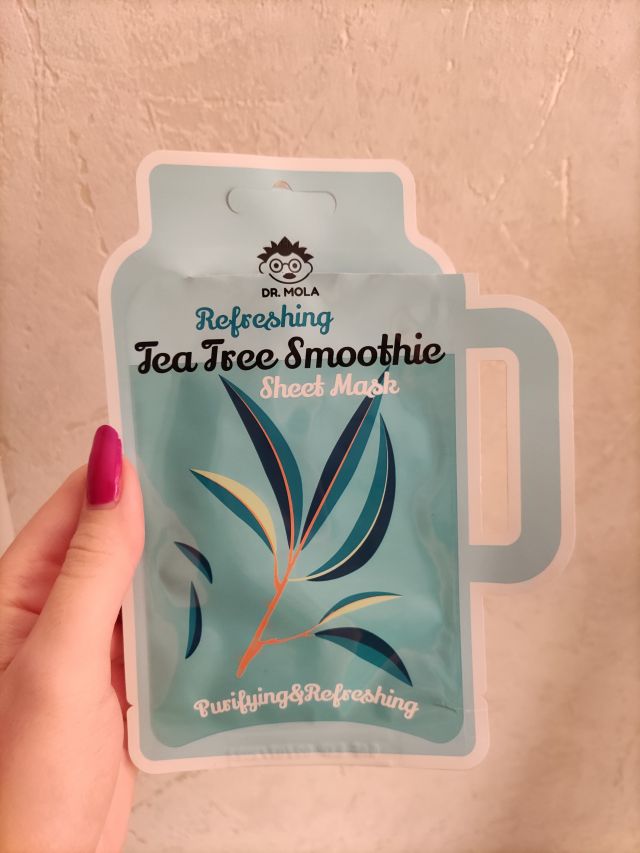 DR. MOLA
Refreshing
Tea Tree Smoothie
Sheet Mask
Purifying&Refreshing